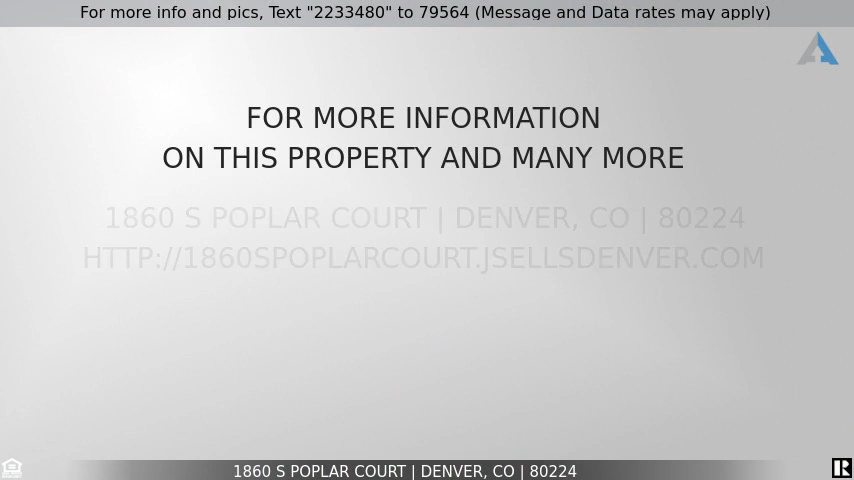 For more info and pics, Text "2233480" to 79564 (Message and Data rates may apply)
FOR MORE INFORMATION
ON THIS PROPERTY AND MANY MORE
1860 S POPLAR COURT | DENVER, CO | 80224
HTTP://1860SPOPLARCOURT.JSELLSDENVER.COM
1860 S POPLAR COURT | DENVER, CO | 80224